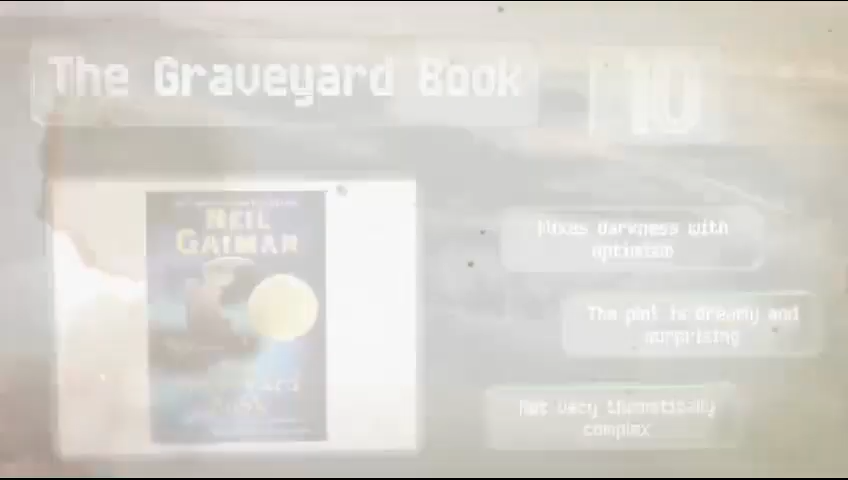 The Graveyard Book
10
NEIL
GAIMAN
Mixes darkness with
optimism
The plot is dreamy and
surprising
Not very thematically
complex